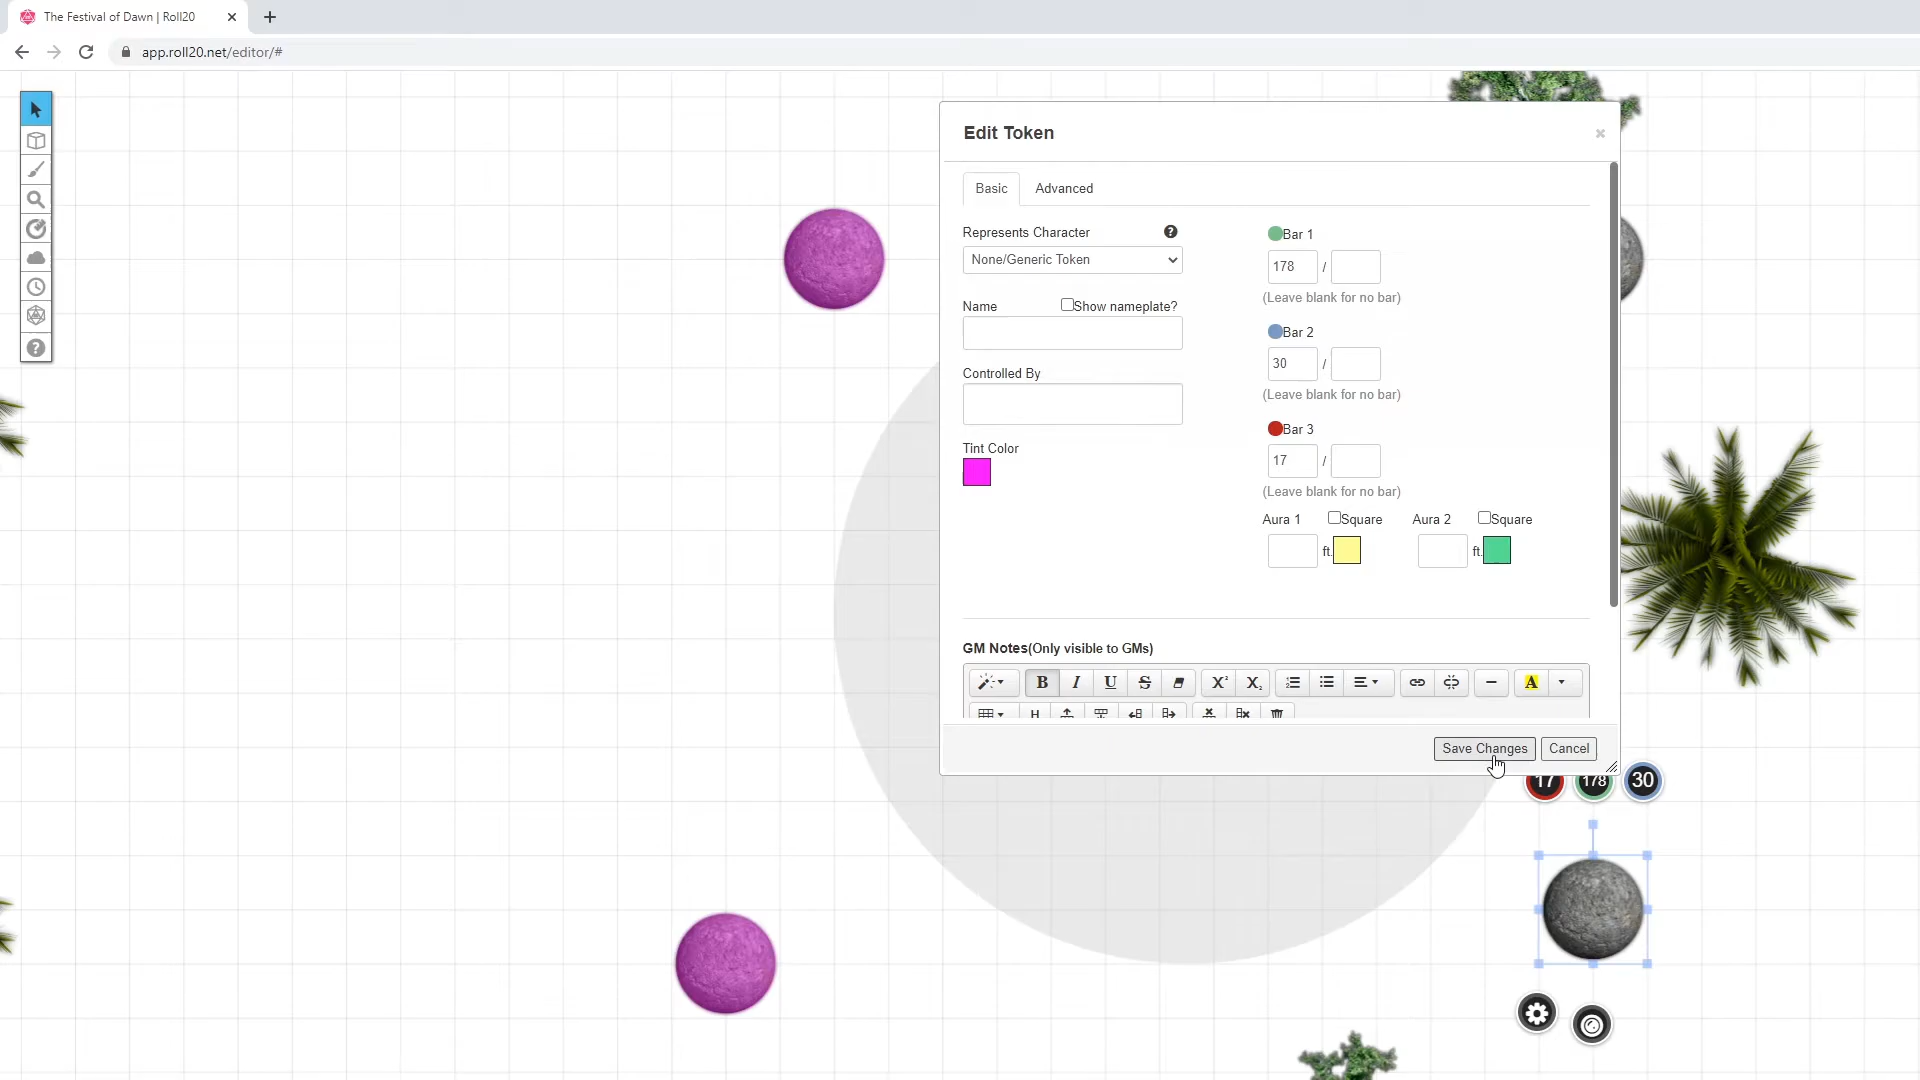 The Festival of Dawn | Roll20
app.roll20.net/editor/#
Edit Token
Basic
Advanced
Represents Character
None/Generic Token
Name
Show nameplate?
Controlled By
Tint Color
Bar 1
178 /
(Leave blank for no bar)
Bar 2
30 /
(Leave blank for no bar)
Bar 3
17 /
(Leave blank for no bar)
Aura 1 Square Aura 2 Square
ft. ft.
GM Notes(Only visible to GMs)
B I U S X² X₂ A
H
Save Changes Cancel
17 178 30